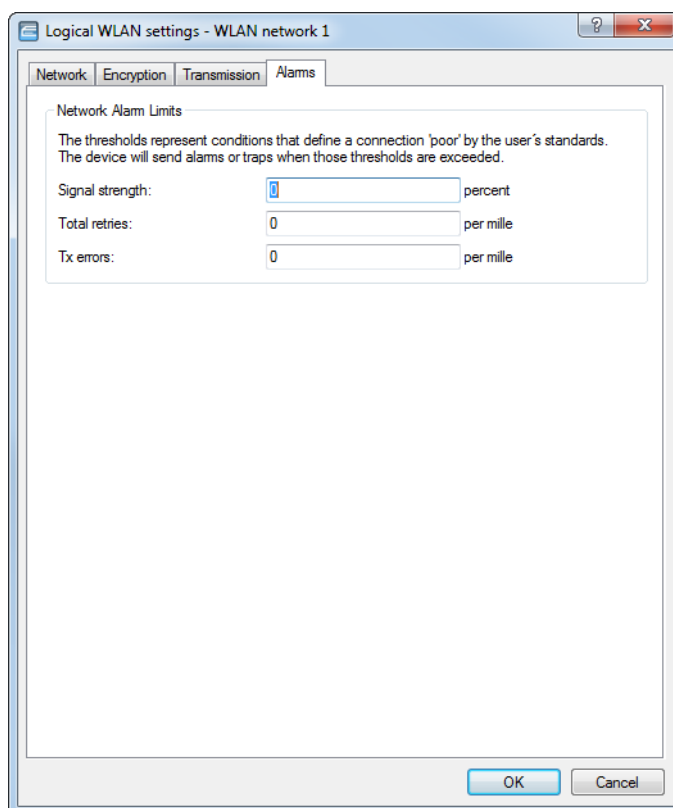 Logical WLAN settings - WLAN network 1
Network Encryption Transmission Alarms
Network Alarm Limits
The thresholds represent conditions that define a connection 'poor' by the user´s standards.
The device will send alarms or traps when those thresholds are exceeded.
Signal strength: 0 percent
Total retries: 0 per mille
Tx errors: 0 per mille
OK Cancel